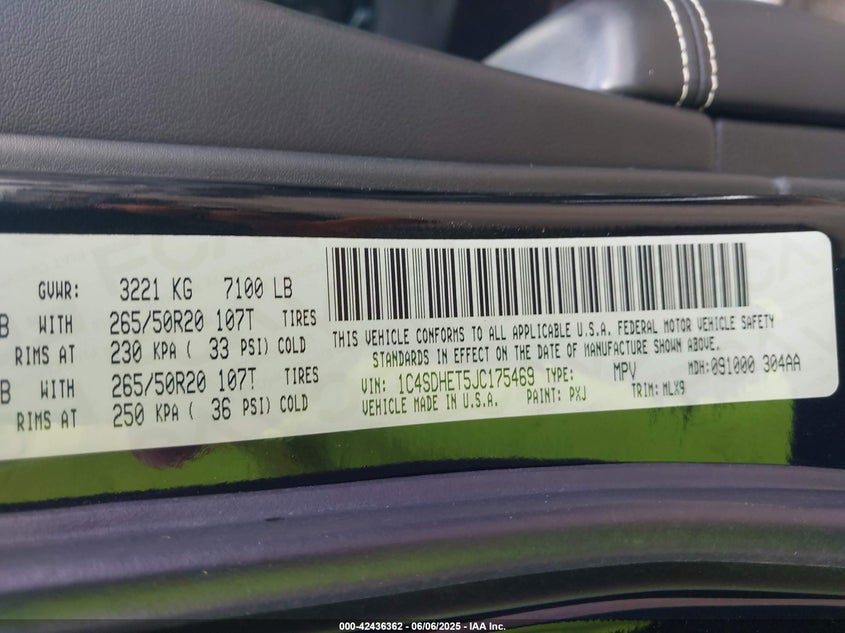 GVWR: 3221 KG 7100 LB
B WITH 265/50R20 107T TIRES
RIMS AT 230 KPA ( 33 PSI) COLD
B WITH 265/50R20 107T TIRES
RIMS AT 250 KPA ( 36 PSI) COLD
THIS VEHICLE CONFORMS TO ALL APPLICABLE U.S.A. FEDERAL MOTOR VEHICLE SAFETY
STANDARDS IN EFFECT ON THE DATE OF MANUFACTURE SHOWN ABOVE.
VIN: 1C4SDHET5JC175469 TYPE: MPV MDH:091000 304AA
VEHICLE MADE IN U.S.A. PAINT: PXJ TRIM: MLX9
000-42436362 - 06/06/2025 - IAA Inc.